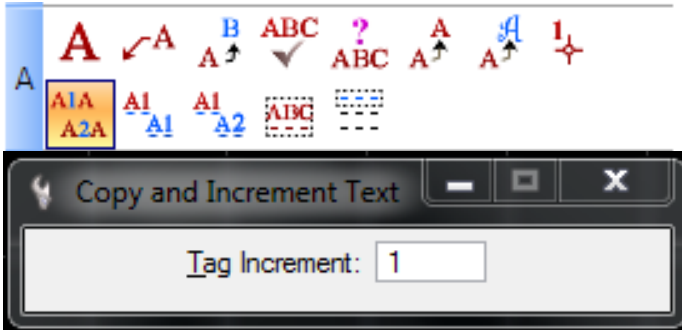 A A B A ABC ? ABC A A A A 1
A
A1A A2A A1 A1 A1 A2 ABC
Copy and Increment Text
Tag Increment: 1